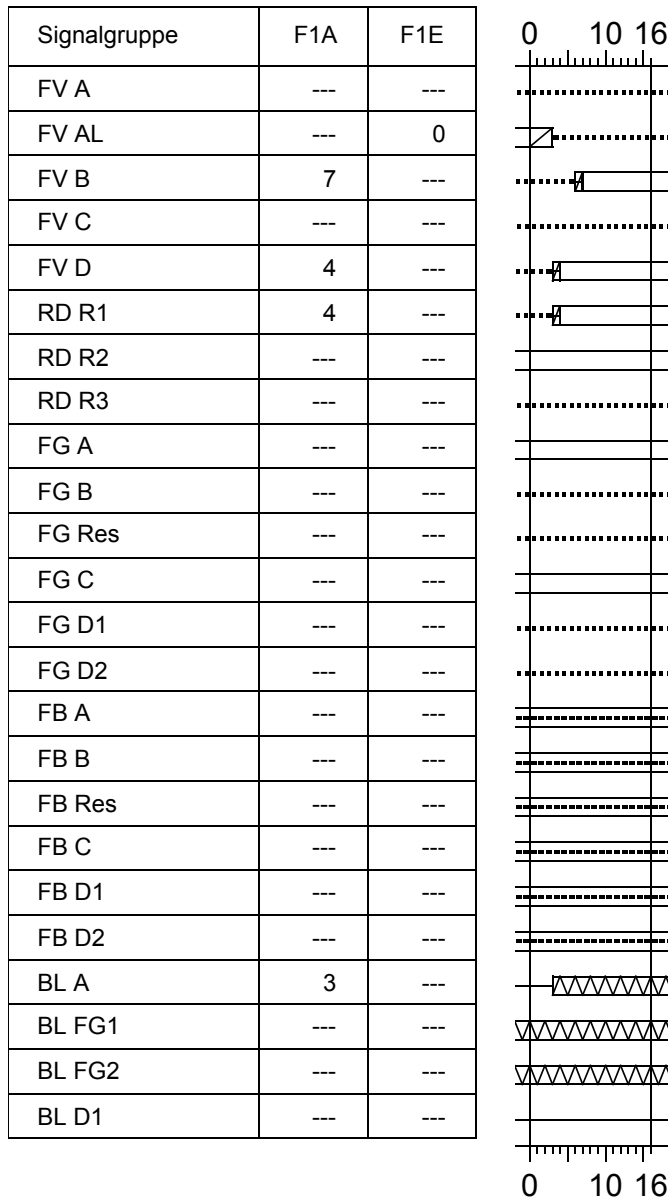 Signalgruppe F1A F1E 0 10 16
FV A --- ---
FV AL --- 0
FV B 7 ---
FV C --- ---
FV D 4 ---
RD R1 4 ---
RD R2 --- ---
RD R3 --- ---
FG A --- ---
FG B --- ---
FG Res --- ---
FG C --- ---
FG D1 --- ---
FG D2 --- ---
FB A --- ---
FB B --- ---
FB Res --- ---
FB C --- ---
FB D1 --- ---
FB D2 --- ---
BL A 3 ---
BL FG1 --- ---
BL FG2 --- ---
BL D1 --- ---
0 10 16